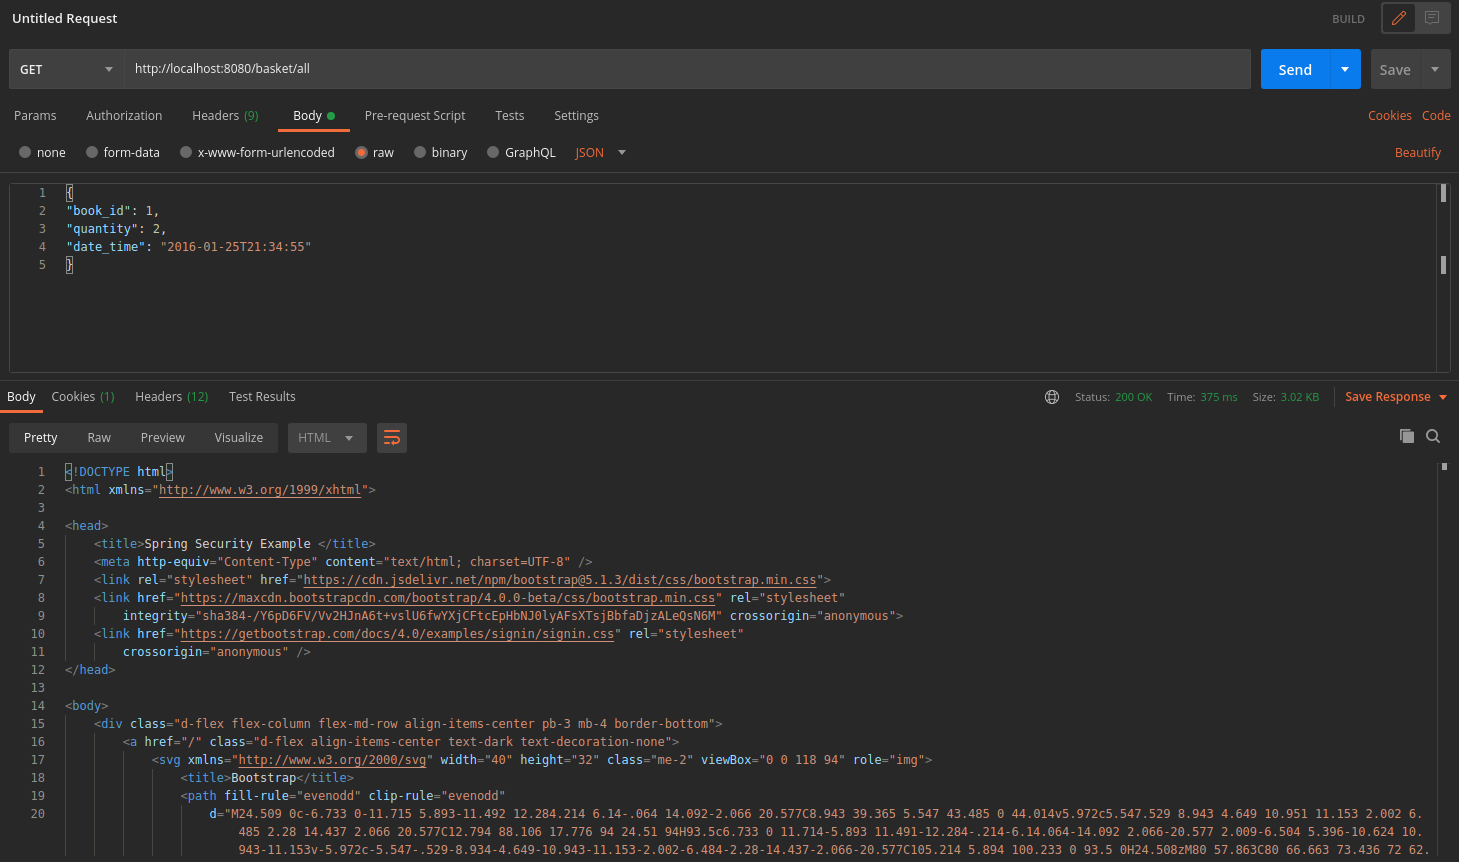 Untitled Request BUILD
GET http://localhost:8080/basket/all Send Save
Params Authorization Headers (9) Body Pre-request Script Tests Settings Cookies Code
none form-data x-www-form-urlencoded raw binary GraphQL JSON Beautify
1 {
2 "book_id": 1,
3 "quantity": 2,
4 "date_time": "2016-01-25T21:34:55"
5 }
Body Cookies (1) Headers (12) Test Results Status: 200 OK Time: 375 ms Size: 3.02 KB Save Response
Pretty Raw Preview Visualize HTML
1 <!DOCTYPE html>
2 <html xmlns="http://www.w3.org/1999/xhtml">
3
4 <head>
5 <title>Spring Security Example </title>
6 <meta http-equiv="Content-Type" content="text/html; charset=UTF-8" />
7 <link rel="stylesheet" href="https://cdn.jsdelivr.net/npm/bootstrap@5.1.3/dist/css/bootstrap.min.css">
8 <link href="https://maxcdn.bootstrapcdn.com/bootstrap/4.0.0-beta/css/bootstrap.min.css" rel="stylesheet"
9 integrity="sha384-/Y6pD6FV/Vv2HJnA6t+vslU6fwYXjCFtcEpHbNJ0lyAFsXTsjBbfaDjzALeQsN6M" crossorigin="anonymous">
10 <link href="https://getbootstrap.com/docs/4.0/examples/signin/signin.css" rel="stylesheet"
11 crossorigin="anonymous" />
12 </head>
13
14 <body>
15 <div class="d-flex flex-column flex-md-row align-items-center pb-3 mb-4 border-bottom">
16 <a href="/" class="d-flex align-items-center text-dark text-decoration-none">
17 <svg xmlns="http://www.w3.org/2000/svg" width="40" height="32" class="me-2" viewBox="0 0 118 94" role="img">
18 <title>Bootstrap</title>
19 <path fill-rule="evenodd" clip-rule="evenodd"
20 d="M24.509 0c-6.733 0-11.715 5.893-11.492 12.284.214 6.14-.064 14.092-2.066 20.577C8.943 39.365 5.547 43.485 0 44.014v5.972c5.547.529 8.943 4.649 10.951 11.153 2.002 6.
485 2.28 14.437 2.066 20.577C12.794 88.106 17.776 94 24.51 94H93.5c6.733 0 11.714-5.893 11.491-12.284-.214-6.14.064-14.092 2.066-20.577 2.009-6.504 5.396-10.624 10.
943-11.153v-5.972c-5.547-.529-8.934-4.649-10.943-11.153-2.002-6.484-2.28-14.437-2.066-20.577C105.214 5.894 100.233 0 93.5 0H24.508zM80 57.863C80 66.663 73.436 72 62.